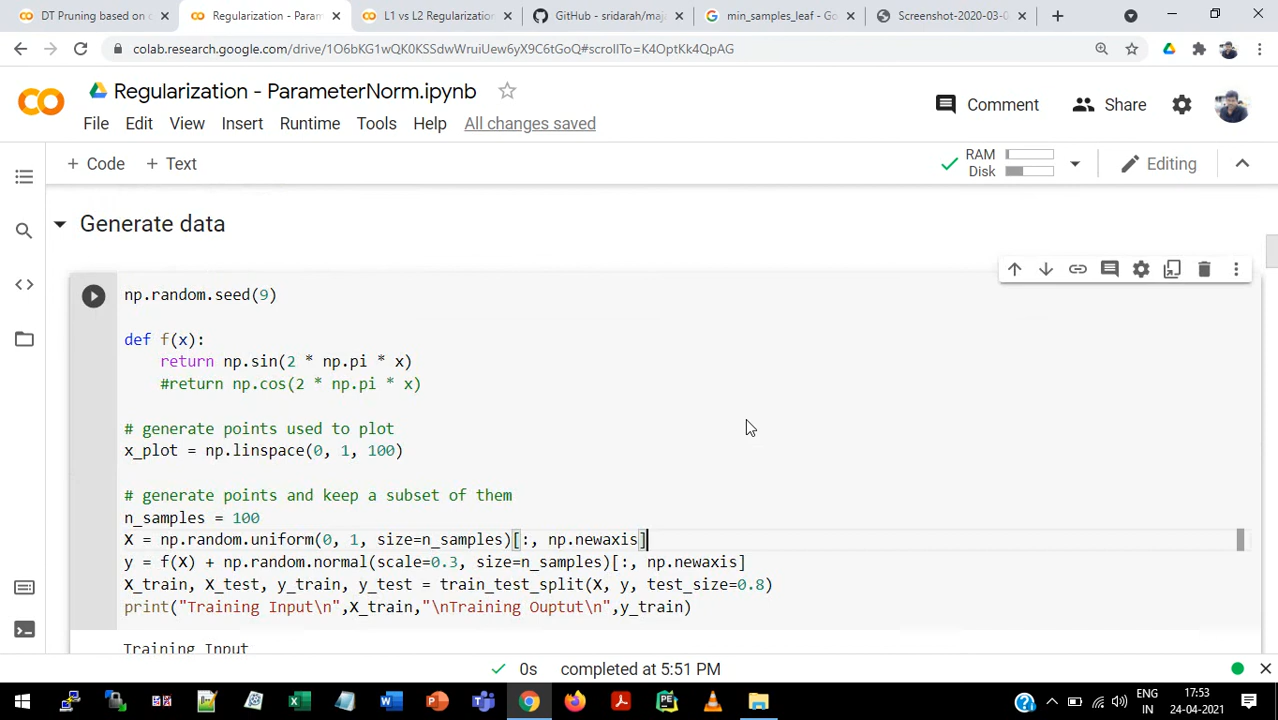 DT Pruning based on c
Regularization - Param
L1 vs L2 Regularization
GitHub - sridarah/maj
min_samples_leaf - Go
Screenshot-2020-03-0
colab.research.google.com/drive/1O6bKG1wQK0KSSdwWruiUew6yX9C6tGoQ#scrollTo=K4OptKk4QpAG
Regularization - ParameterNorm.ipynb
Comment
Share
File Edit View Insert Runtime Tools Help All changes saved
+ Code + Text
RAM
Disk
Editing
Generate data
np.random.seed(9)
def f(x):
return np.sin(2 * np.pi * x)
#return np.cos(2 * np.pi * x)
# generate points used to plot
x_plot = np.linspace(0, 1, 100)
# generate points and keep a subset of them
n_samples = 100
X = np.random.uniform(0, 1, size=n_samples)[:, np.newaxis]
y = f(X) + np.random.normal(scale=0.3, size=n_samples)[:, np.newaxis]
X_train, X_test, y_train, y_test = train_test_split(X, y, test_size=0.8)
print("Training Input\n",X_train,"\nTraining Ouptut\n",y_train)
Training Input
0s completed at 5:51 PM
ENG
IN
17:53
24-04-2021